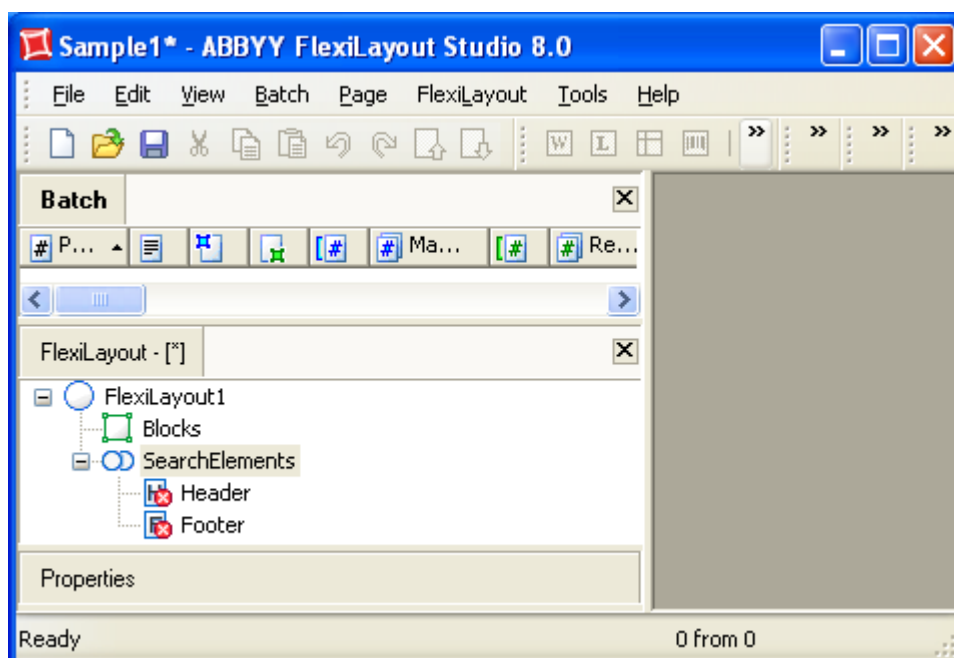 Sample1* - ABBYY FlexiLayout Studio 8.0
File Edit View Batch Page FlexiLayout Tools Help
Batch
P... Ma... Re...
FlexiLayout - [*]
FlexiLayout1
Blocks
SearchElements
Header
Footer
Properties
Ready 0 from 0